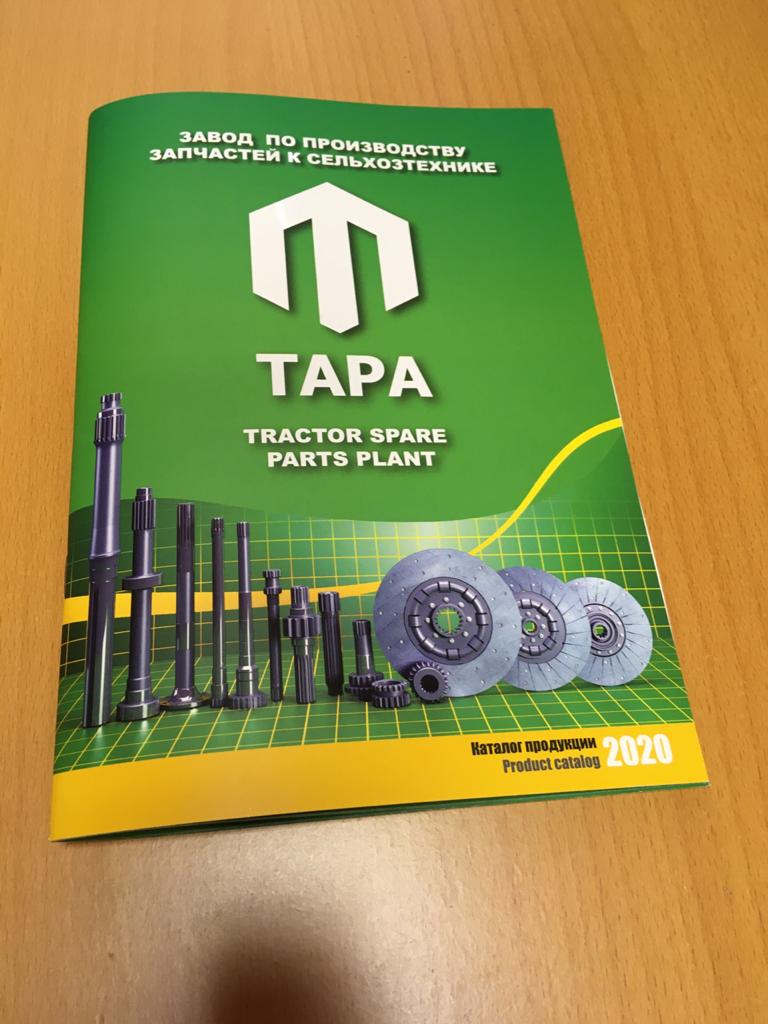 ЗАВОД ПО ПРОИЗВОДСТВУ
ЗАПЧАСТЕЙ К СЕЛЬХОЗТЕХНИКЕ
ТАРА
TRACTOR SPARE
PARTS PLANT
Каталог продукции
Product catalog
2020